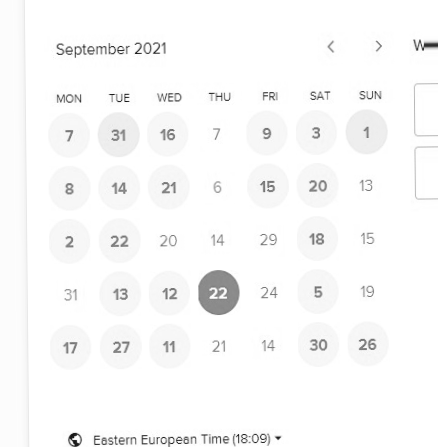 September 2021
MON TUE WED THU FRI SAT SUN
7 31 16 7 9 3 1
8 14 21 6 15 20 13
2 22 20 14 29 18 15
31 13 12 22 24 5 19
17 27 11 21 14 30 26
Eastern European Time (18:09)